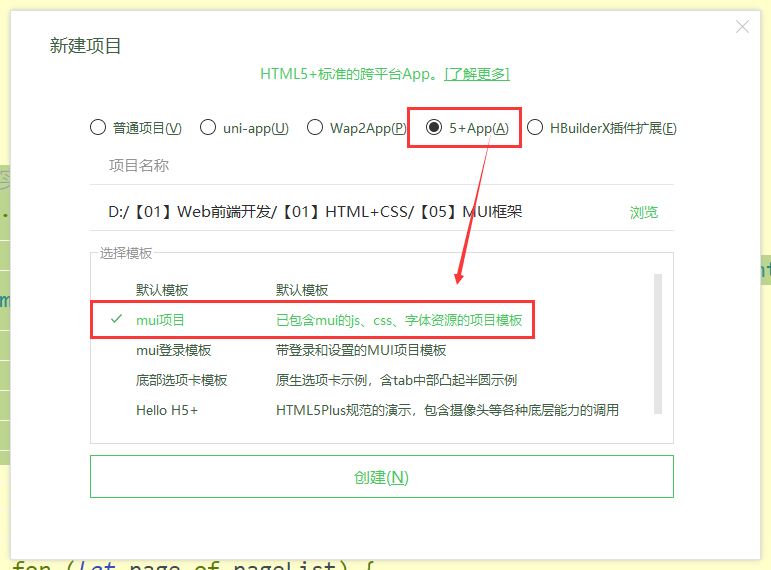 新建项目
HTML5+标准的跨平台App。[了解更多]
普通项目(V) uni-app(U) Wap2App(P) 5+App(A) HBuilderX插件扩展(E)
项目名称
D:/【01】Web前端开发/【01】HTML+CSS/【05】MUI框架 浏览
选择模板
默认模板 默认模板
mui项目 已包含mui的js、css、字体资源的项目模板
mui登录模板 带登录和设置的MUI项目模板
底部选项卡模板 原生选项卡示例，含tab中部凸起半圆示例
Hello H5+ HTML5Plus规范的演示，包含摄像头等各种底层能力的调用
创建(N)
for (let page of pageList) {